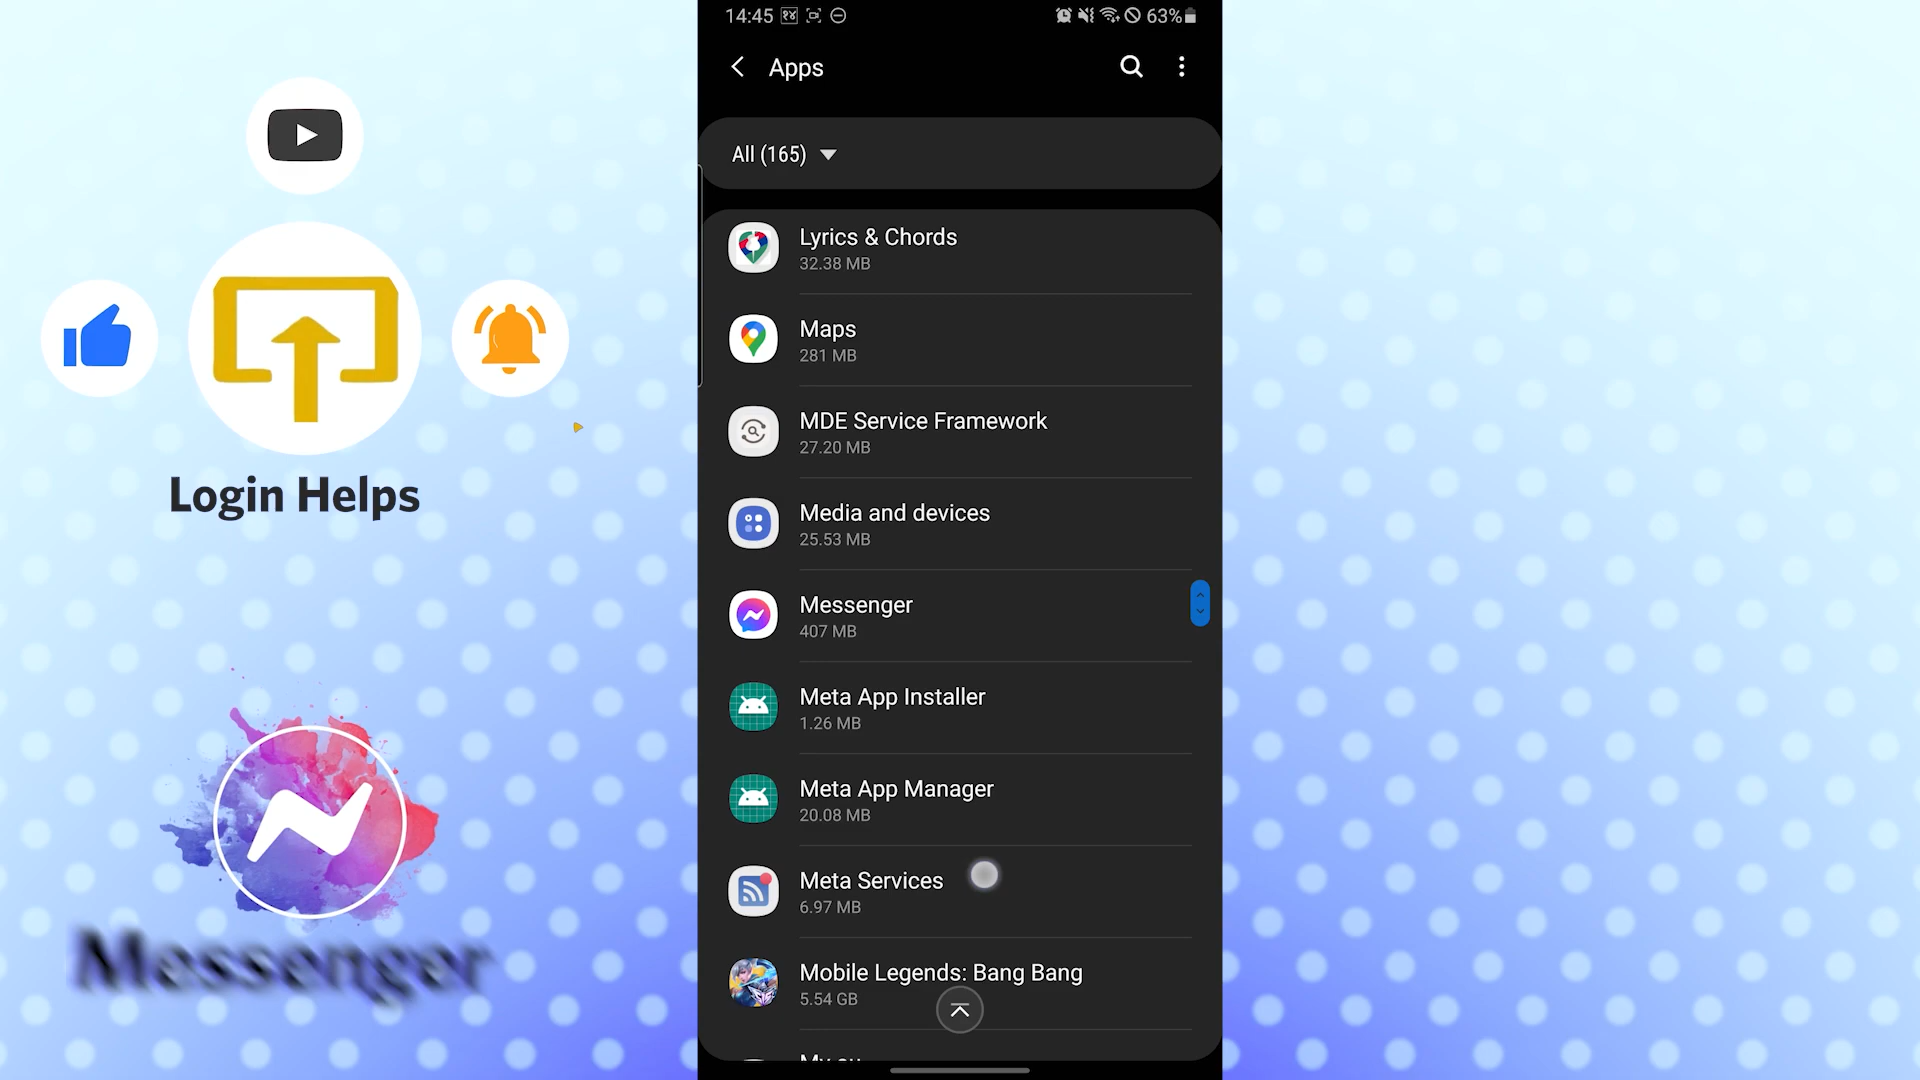 14:45
63%
Apps
All (165)
Lyrics & Chords
32.38 MB
Maps
281 MB
MDE Service Framework
27.20 MB
Media and devices
25.53 MB
Messenger
407 MB
Meta App Installer
1.26 MB
Meta App Manager
20.08 MB
Meta Services
6.97 MB
Mobile Legends: Bang Bang
5.54 GB
Login Helps
Messenger